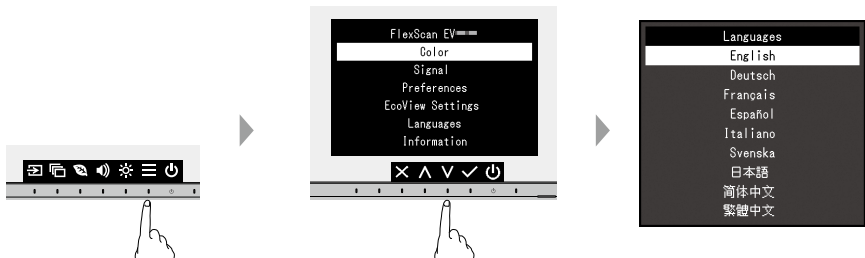 FlexScan EV
Color
Signal
Preferences
EcoView Settings
Languages
Information
Languages
English
Deutsch
Français
Español
Italiano
Svenska
日本語
简体中文
繁體中文